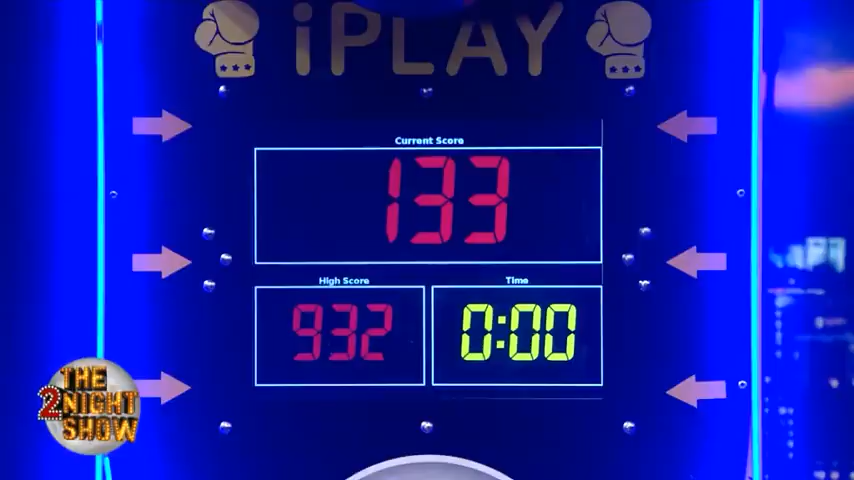 iPLAY
Current Score
133
High Score
Time
932
0:00
THE
2NIGHT
SHOW